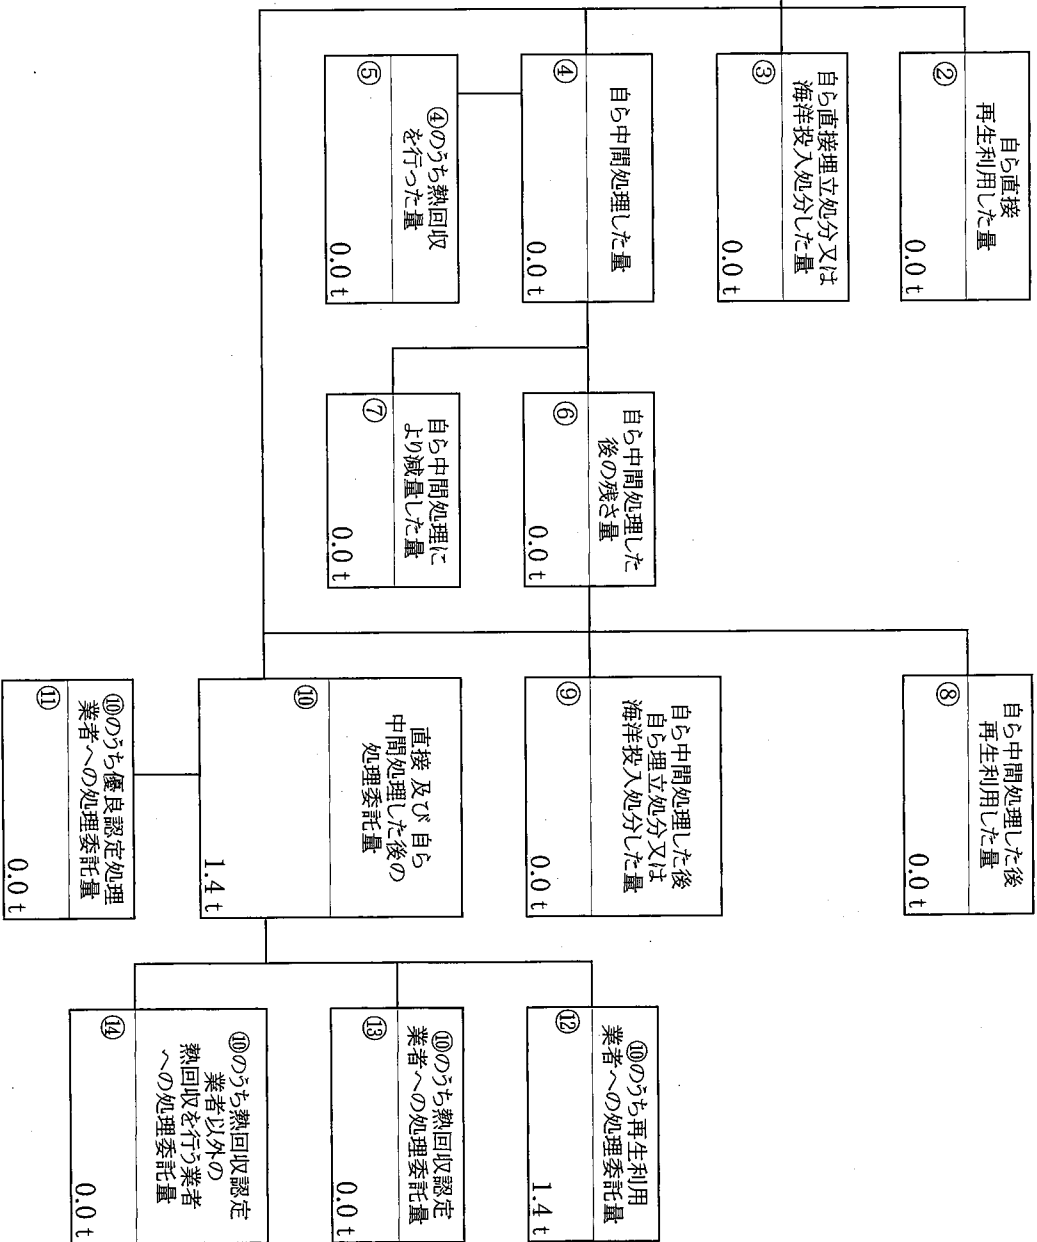 ②
自ら直接
再生利用した量
0.0 t
③
自ら直接埋立処分又は
海洋投入処分した量
0.0 t
④
自ら中間処理した量
0.0 t
⑤
④のうち熱回収
を行った量
0.0 t
⑥
自ら中間処理した
後の残さ量
0.0 t
⑦
自ら中間処理に
より減量した量
0.0 t
⑧
自ら中間処理した後
再生利用した量
0.0 t
⑨
自ら中間処理した後
自ら埋立処分又は
海洋投入処分した量
0.0 t
⑩
直接 及び 自ら
中間処理した後の
処理委託量
1.4 t
⑪
⑩のうち優良認定処理
業者への処理委託量
0.0 t
⑫
⑩のうち再生利用
業者への処理委託量
1.4 t
⑬
⑩のうち熱回収認定
業者への処理委託量
0.0 t
⑭
⑩のうち熱回収認定
業者以外の
熱回収を行う業者
への処理委託量
0.0 t